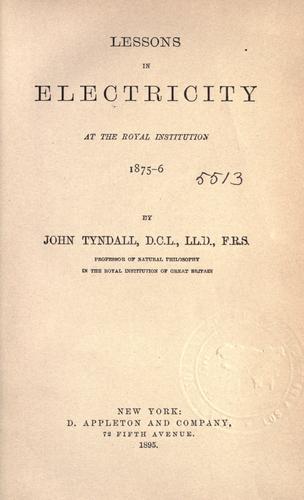 LESSONS
IN
ELECTRICITY
AT THE ROYAL INSTITUTION
1875-6
5513
BY
JOHN TYNDALL, D.C.L., LL.D., F.R.S.
PROFESSOR OF NATURAL PHILOSOPHY
IN THE ROYAL INSTITUTION OF GREAT BRITAIN
NEW YORK:
D. APPLETON AND COMPANY,
72 FIFTH AVENUE.
1895.